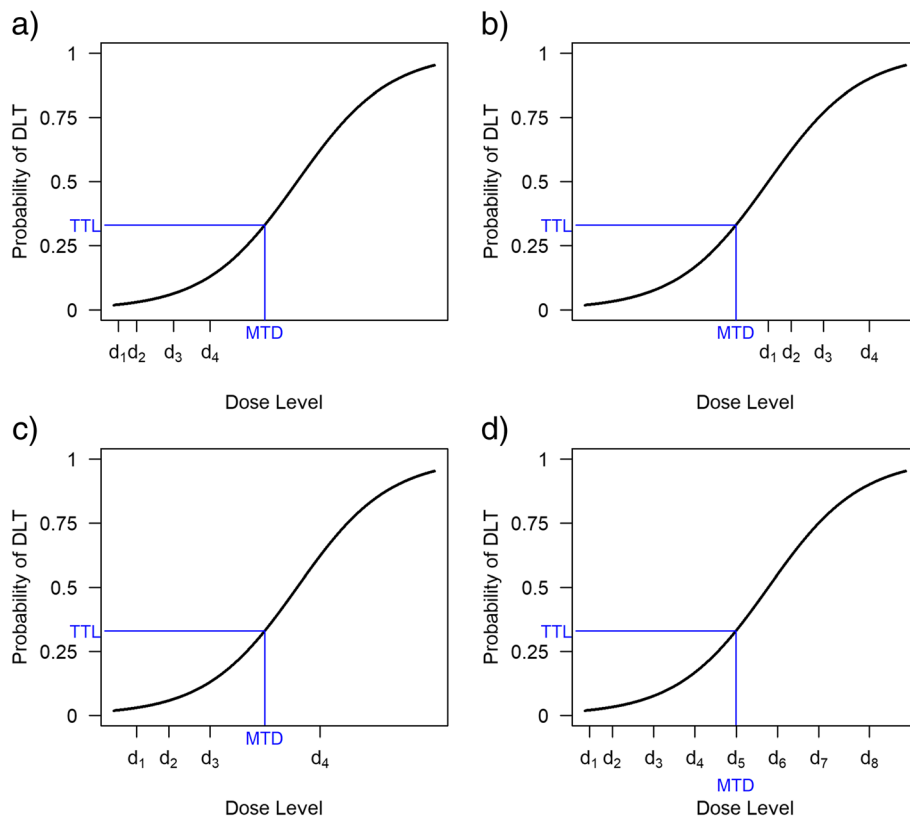 a)
Probability of DLT
1
0.75
0.5
TTL
0.25
0
MTD
d1 d2 d3 d4
Dose Level
b)
Probability of DLT
1
0.75
0.5
TTL
0.25
0
MTD
d1 d2 d3 d4
Dose Level
c)
Probability of DLT
1
0.75
0.5
TTL
0.25
0
MTD
d1 d2 d3 d4
Dose Level
d)
Probability of DLT
1
0.75
0.5
TTL
0.25
0
d1 d2 d3 d4 d5 d6 d7 d8
MTD
Dose Level